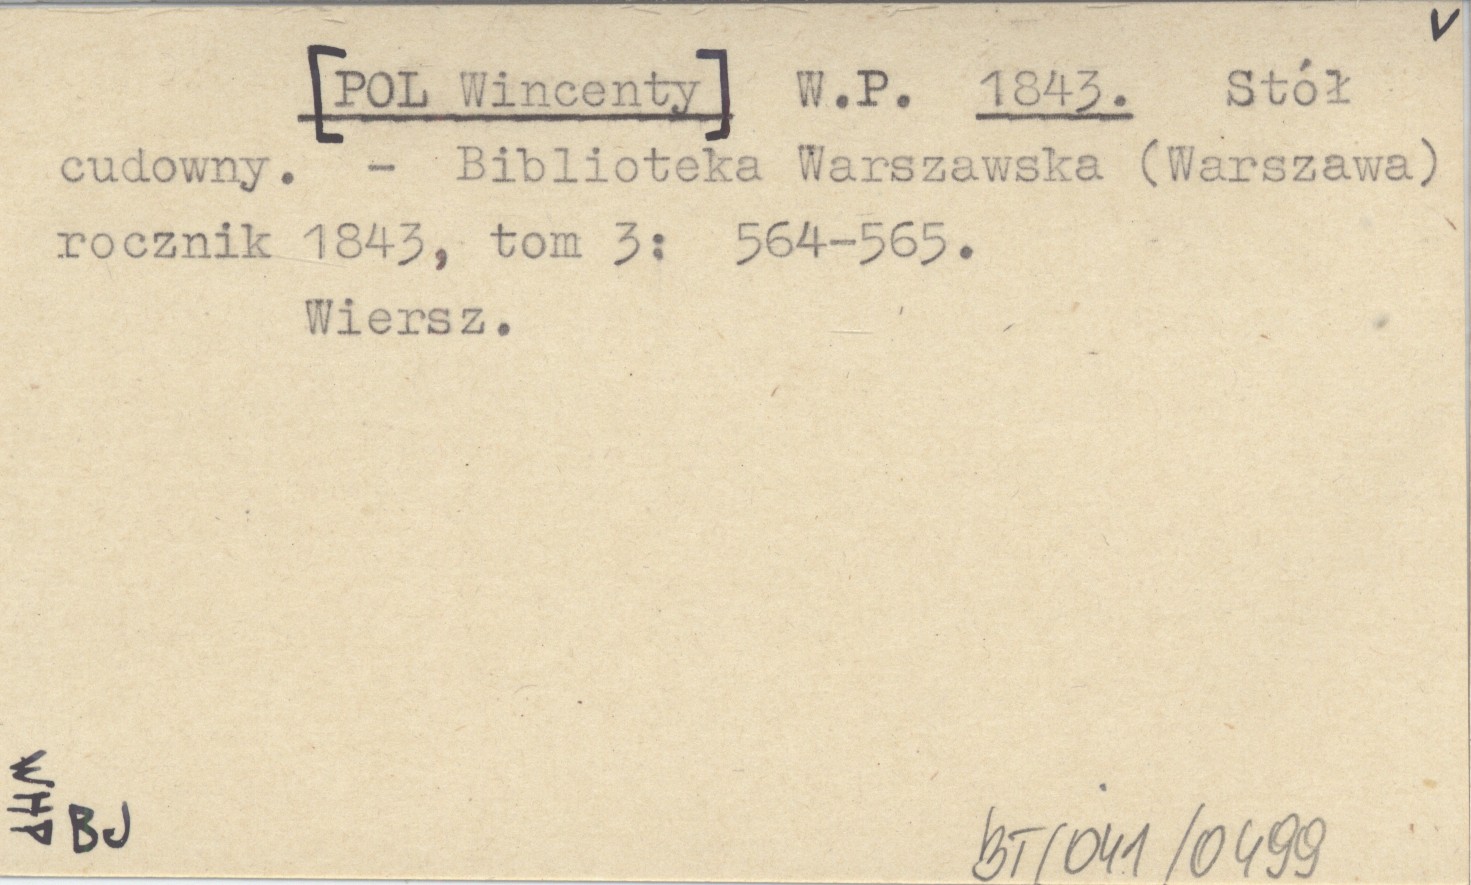 V
[POL Wincenty] W.P. 1843. Stół
cudowny. - Biblioteka Warszawska (Warszawa)
rocznik 1843, tom 3: 564-565.
Wiersz.
WHP
BJ
BT/041/0499